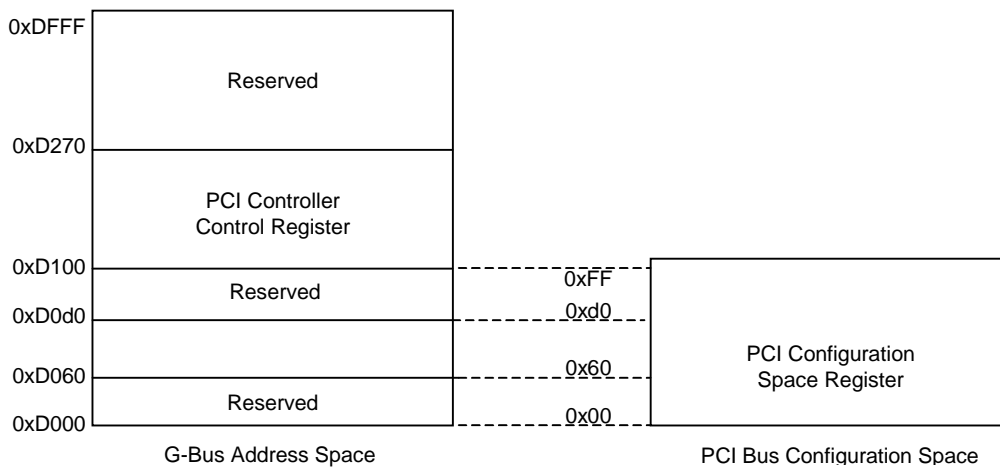 0xDFFF
Reserved
0xD270
PCI Controller
Control Register
0xD100
0xFF
Reserved
0xD0d0
0xd0
PCI Configuration
Space Register
0xD060
0x60
Reserved
0xD000
0x00
G-Bus Address Space
PCI Bus Configuration Space